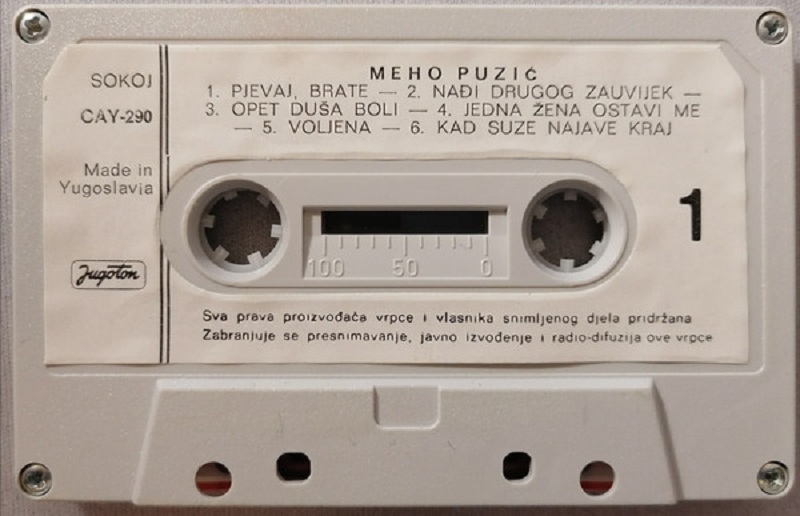 SOKOJ
CAY-290
Made in
Yugoslavia
Jugoton
MEHO PUZIĆ
1. PJEVAJ, BRATE — 2. NAĐI DRUGOG ZAUVIJEK —
3. OPET DUŠA BOLI — 4. JEDNA ŽENA OSTAVI ME
— 5. VOLJENA — 6. KAD SUZE NAJAVE KRAJ
1
100 50 0
Sva prava proizvođača vrpce i vlasnika snimljenog djela pridržana
Zabranjuje se presnimavanje, javno izvođenje i radio-difuzija ove vrpce